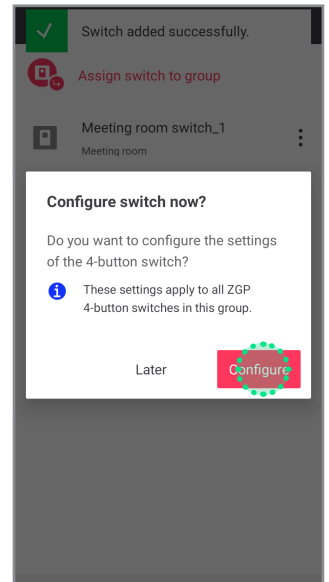 Switch added successfully.
Assign switch to group
Meeting room switch_1
Meeting room
Configure switch now?
Do you want to configure the settings
of the 4-button switch?
These settings apply to all ZGP
4-button switches in this group.
Later
Configure